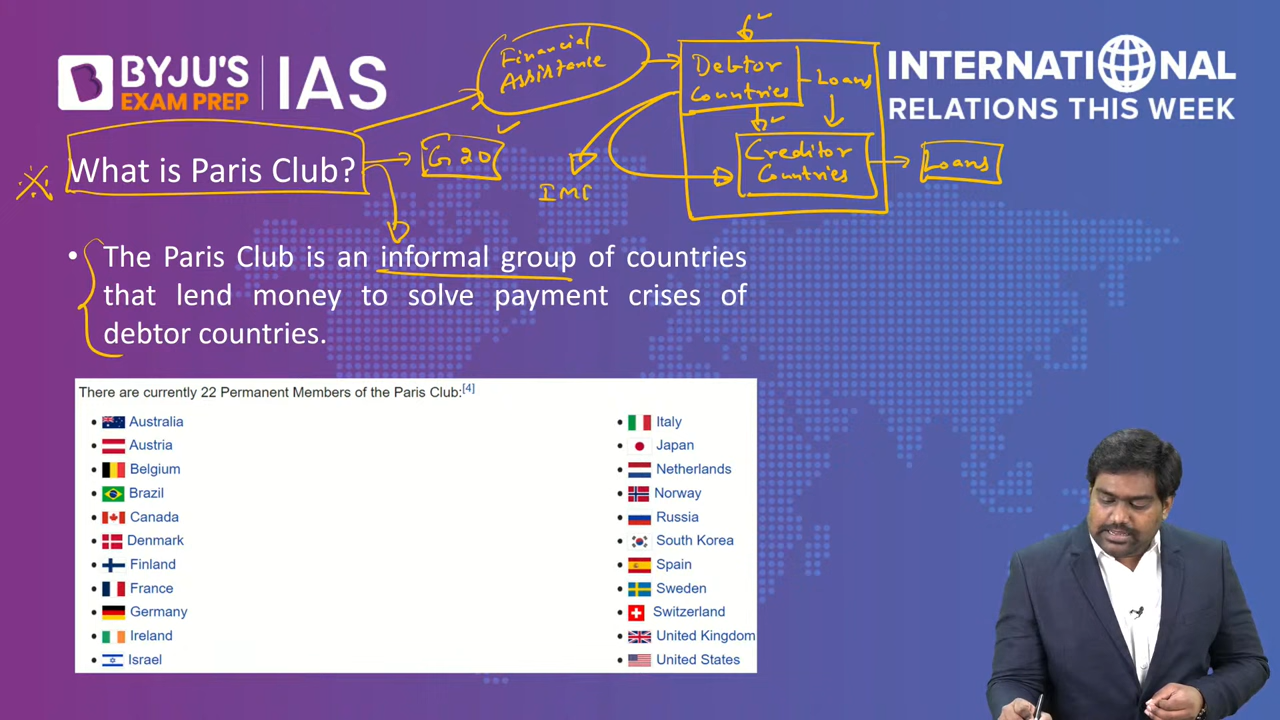 BYJU'S
EXAM PREP
IAS
Financial
Assistence
Debtor
Countries
Loans
INTERNATIONAL
RELATIONS THIS WEEK
What is Paris Club?
G 20
IMF
Creditor
Countries
Loans
• The Paris Club is an informal group of countries
that lend money to solve payment crises of
debtor countries.
There are currently 22 Permanent Members of the Paris Club:[4]
• Australia
• Austria
• Belgium
• Brazil
• Canada
• Denmark
• Finland
• France
• Germany
• Ireland
• Israel
• Italy
• Japan
• Netherlands
• Norway
• Russia
• South Korea
• Spain
• Sweden
• Switzerland
• United Kingdom
• United States